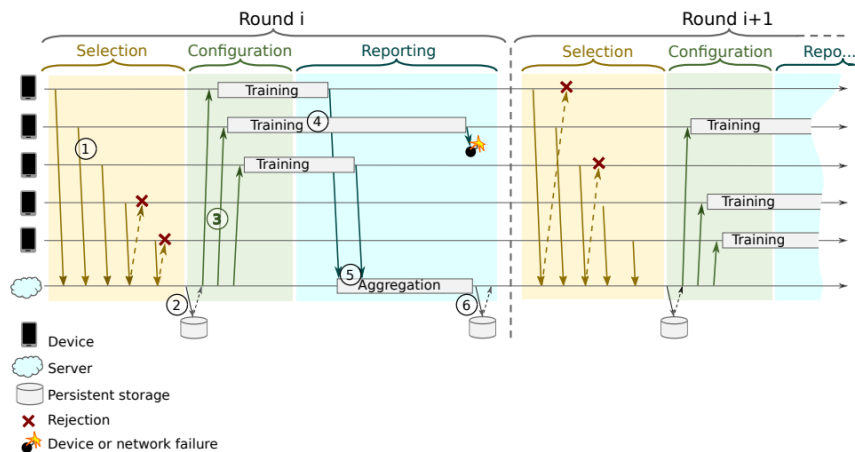 Round i
Round i+1
Selection
Configuration
Reporting
Selection
Configuration
Repo...
Training
Training
4
Training
Training
1
Training
3
Training
5
Aggregation
2
6
Device
Server
Persistent storage
Rejection
Device or network failure